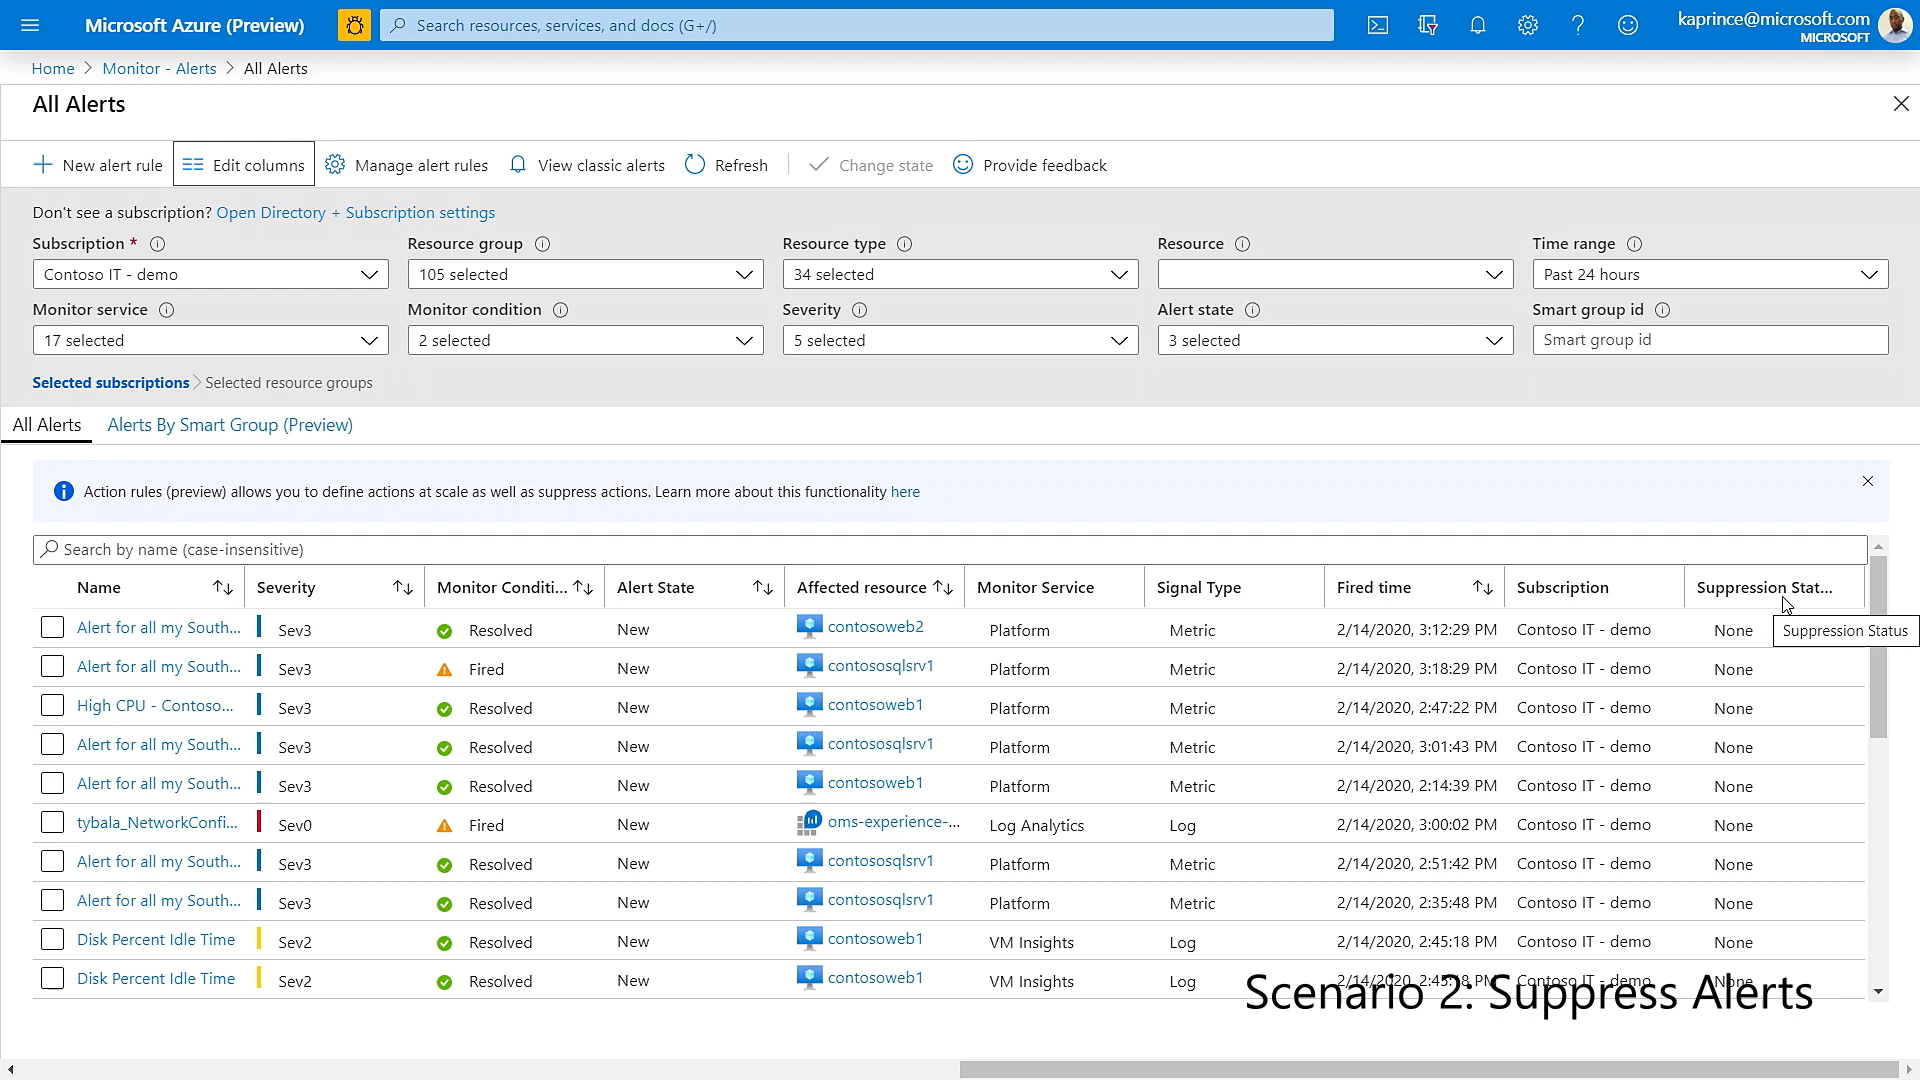 Microsoft Azure (Preview)
Search resources, services, and docs (G+/)
kaprince@microsoft.com
MICROSOFT
Home > Monitor - Alerts > All Alerts
All Alerts
New alert rule Edit columns Manage alert rules View classic alerts Refresh Change state Provide feedback
Don't see a subscription? Open Directory + Subscription settings
Subscription * Resource group Resource type Resource Time range
Contoso IT - demo 105 selected 34 selected Past 24 hours
Monitor service Monitor condition Severity Alert state Smart group id
17 selected 2 selected 5 selected 3 selected Smart group id
Selected subscriptions > Selected resource groups
All Alerts Alerts By Smart Group (Preview)
Action rules (preview) allows you to define actions at scale as well as suppress actions. Learn more about this functionality here
Search by name (case-insensitive)
Name Severity Monitor Conditi... Alert State Affected resource Monitor Service Signal Type Fired time Subscription Suppression Stat...
Alert for all my South... Sev3 Resolved New contosoweb2 Platform Metric 2/14/2020, 3:12:29 PM Contoso IT - demo None
Suppression Status
Alert for all my South... Sev3 Fired New contososqlsrv1 Platform Metric 2/14/2020, 3:18:29 PM Contoso IT - demo None
High CPU - Contoso... Sev3 Resolved New contosoweb1 Platform Metric 2/14/2020, 2:47:22 PM Contoso IT - demo None
Alert for all my South... Sev3 Resolved New contososqlsrv1 Platform Metric 2/14/2020, 3:01:43 PM Contoso IT - demo None
Alert for all my South... Sev3 Resolved New contosoweb1 Platform Metric 2/14/2020, 2:14:39 PM Contoso IT - demo None
tybala_NetworkConfi... Sev0 Fired New oms-experience-... Log Analytics Log 2/14/2020, 3:00:02 PM Contoso IT - demo None
Alert for all my South... Sev3 Resolved New contososqlsrv1 Platform Metric 2/14/2020, 2:51:42 PM Contoso IT - demo None
Alert for all my South... Sev3 Resolved New contososqlsrv1 Platform Metric 2/14/2020, 2:35:48 PM Contoso IT - demo None
Disk Percent Idle Time Sev2 Resolved New contosoweb1 VM Insights Log 2/14/2020, 2:45:18 PM Contoso IT - demo None
Disk Percent Idle Time Sev2 Resolved New contosoweb1 VM Insights Log 2/14/2020, 2:45:18 PM Contoso IT - demo None
Scenario 2: Suppress Alerts